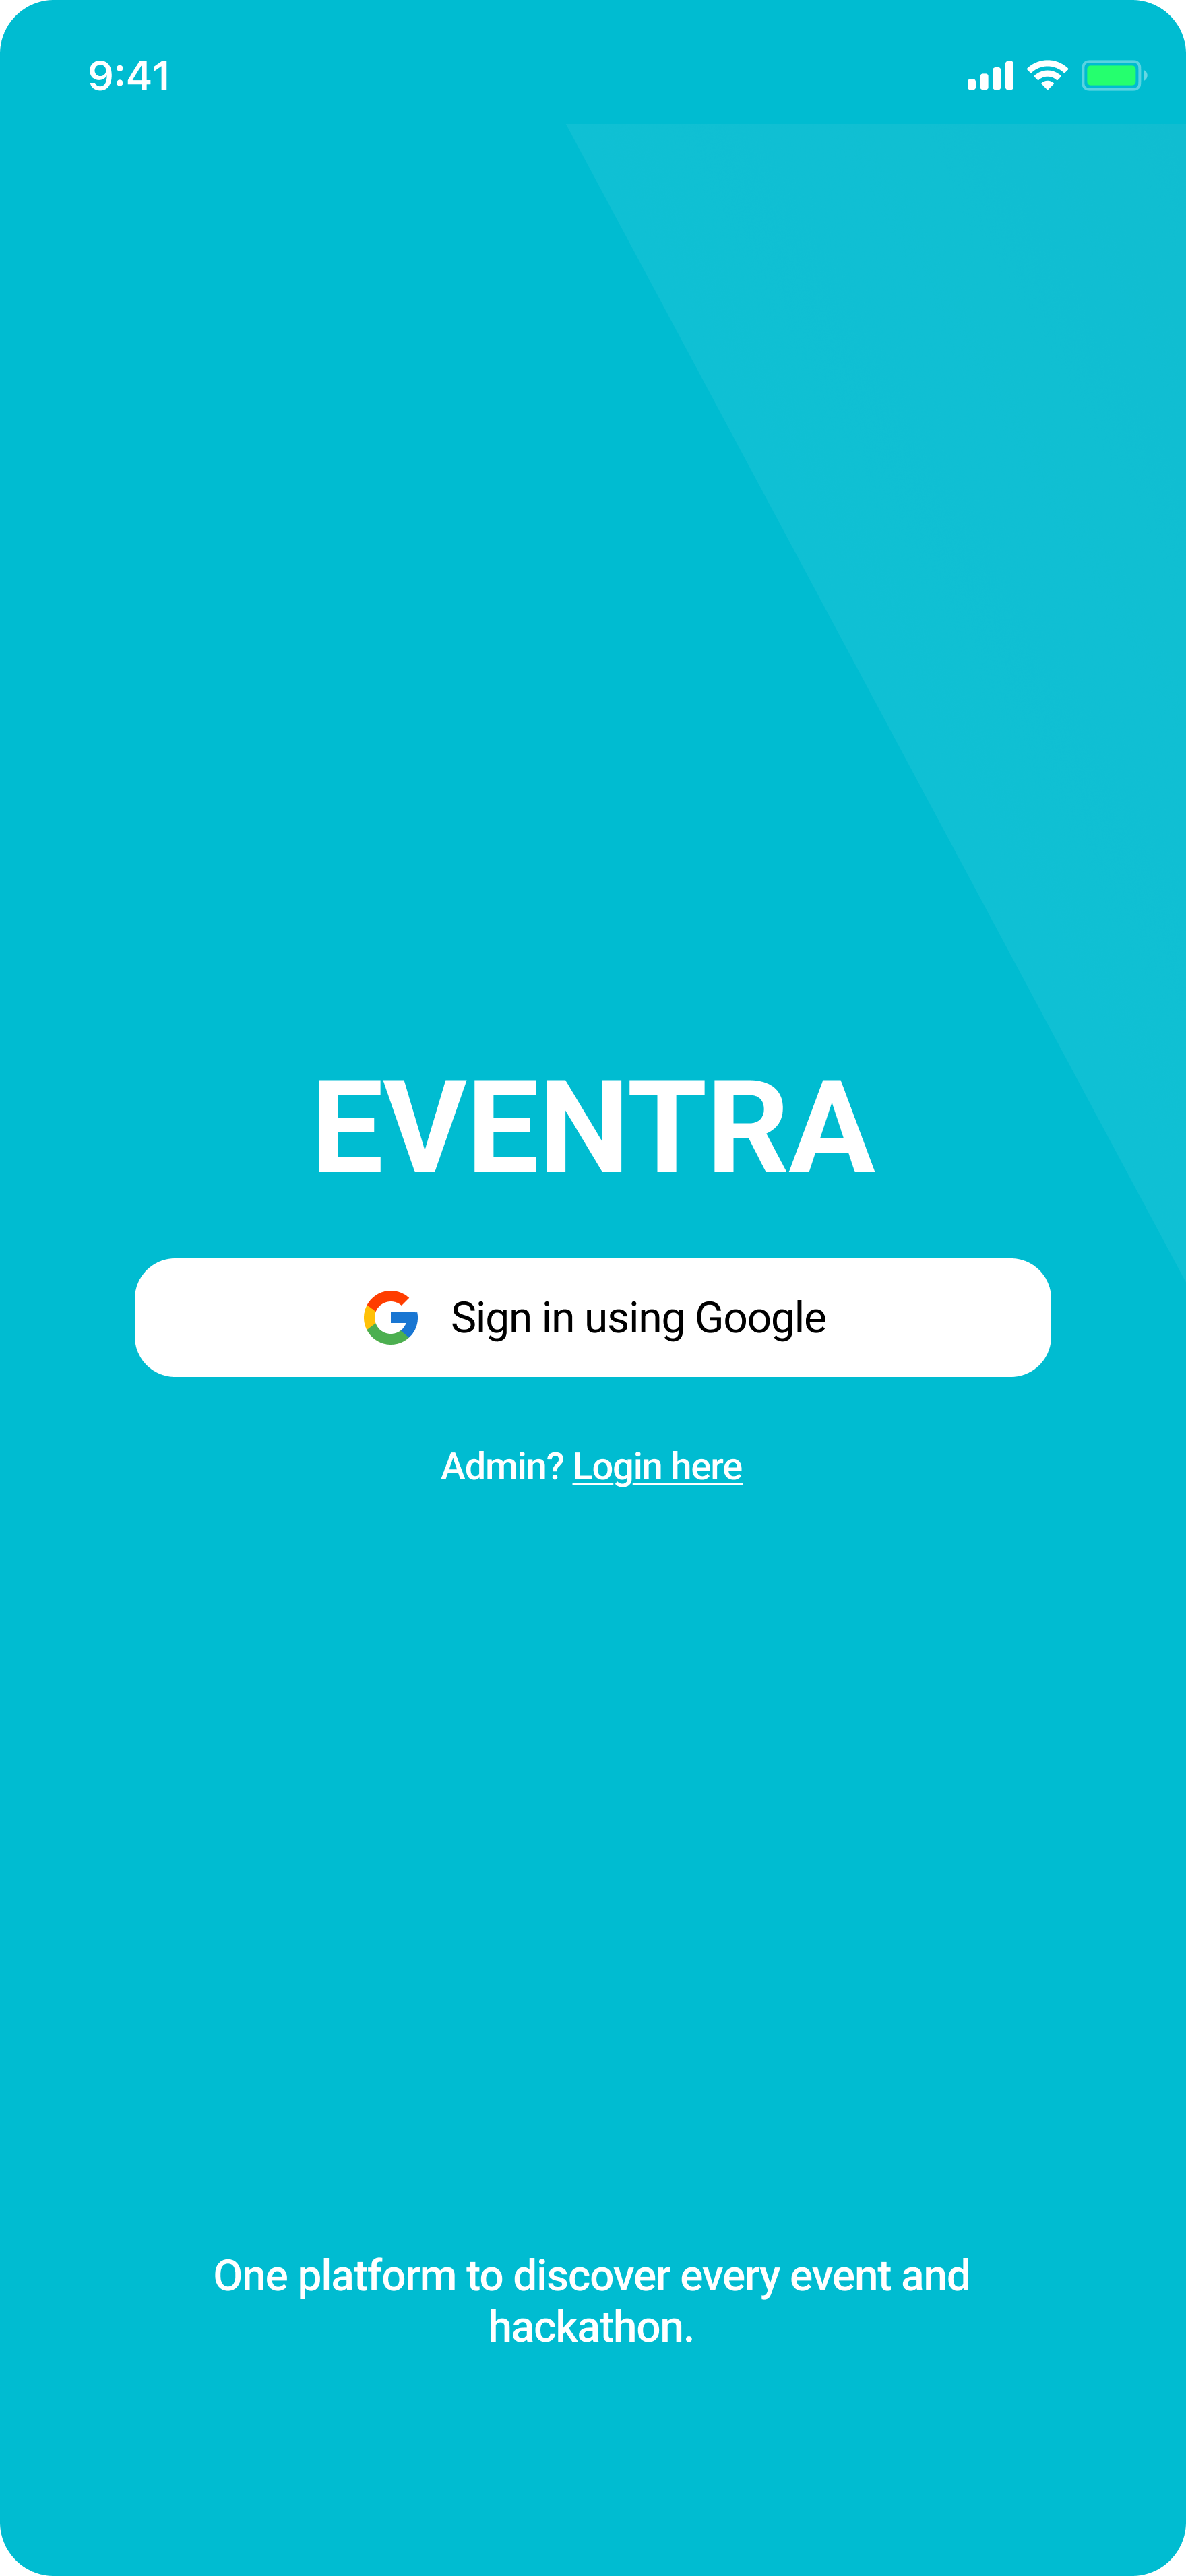 9:41
EVENTRA
Sign in using Google
Admin? Login here
One platform to discover every event and
hackathon.